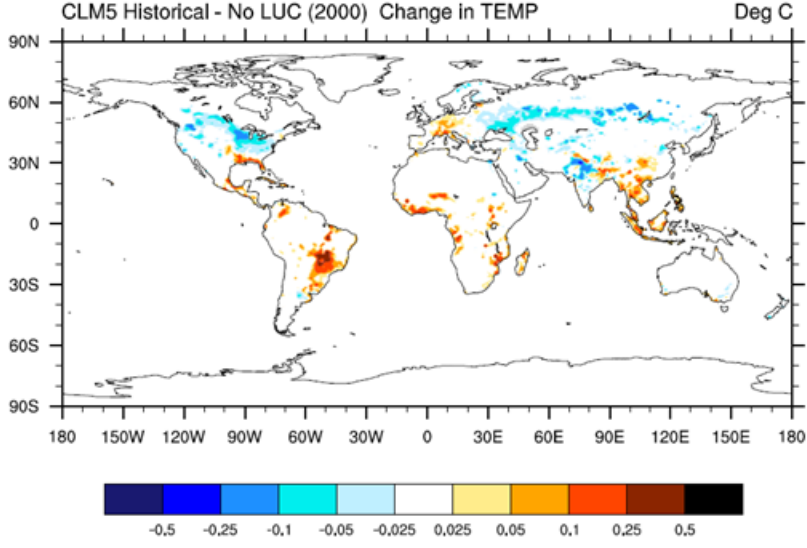 CLM5 Historical - No LUC (2000) Change in TEMP Deg C
90N
60N
30N
0
30S
60S
90S
180 150W 120W 90W 60W 30W 0 30E 60E 90E 120E 150E 180
-0.5 -0.25 -0.1 -0.05 -0.025 0.025 0.05 0.1 0.25 0.5